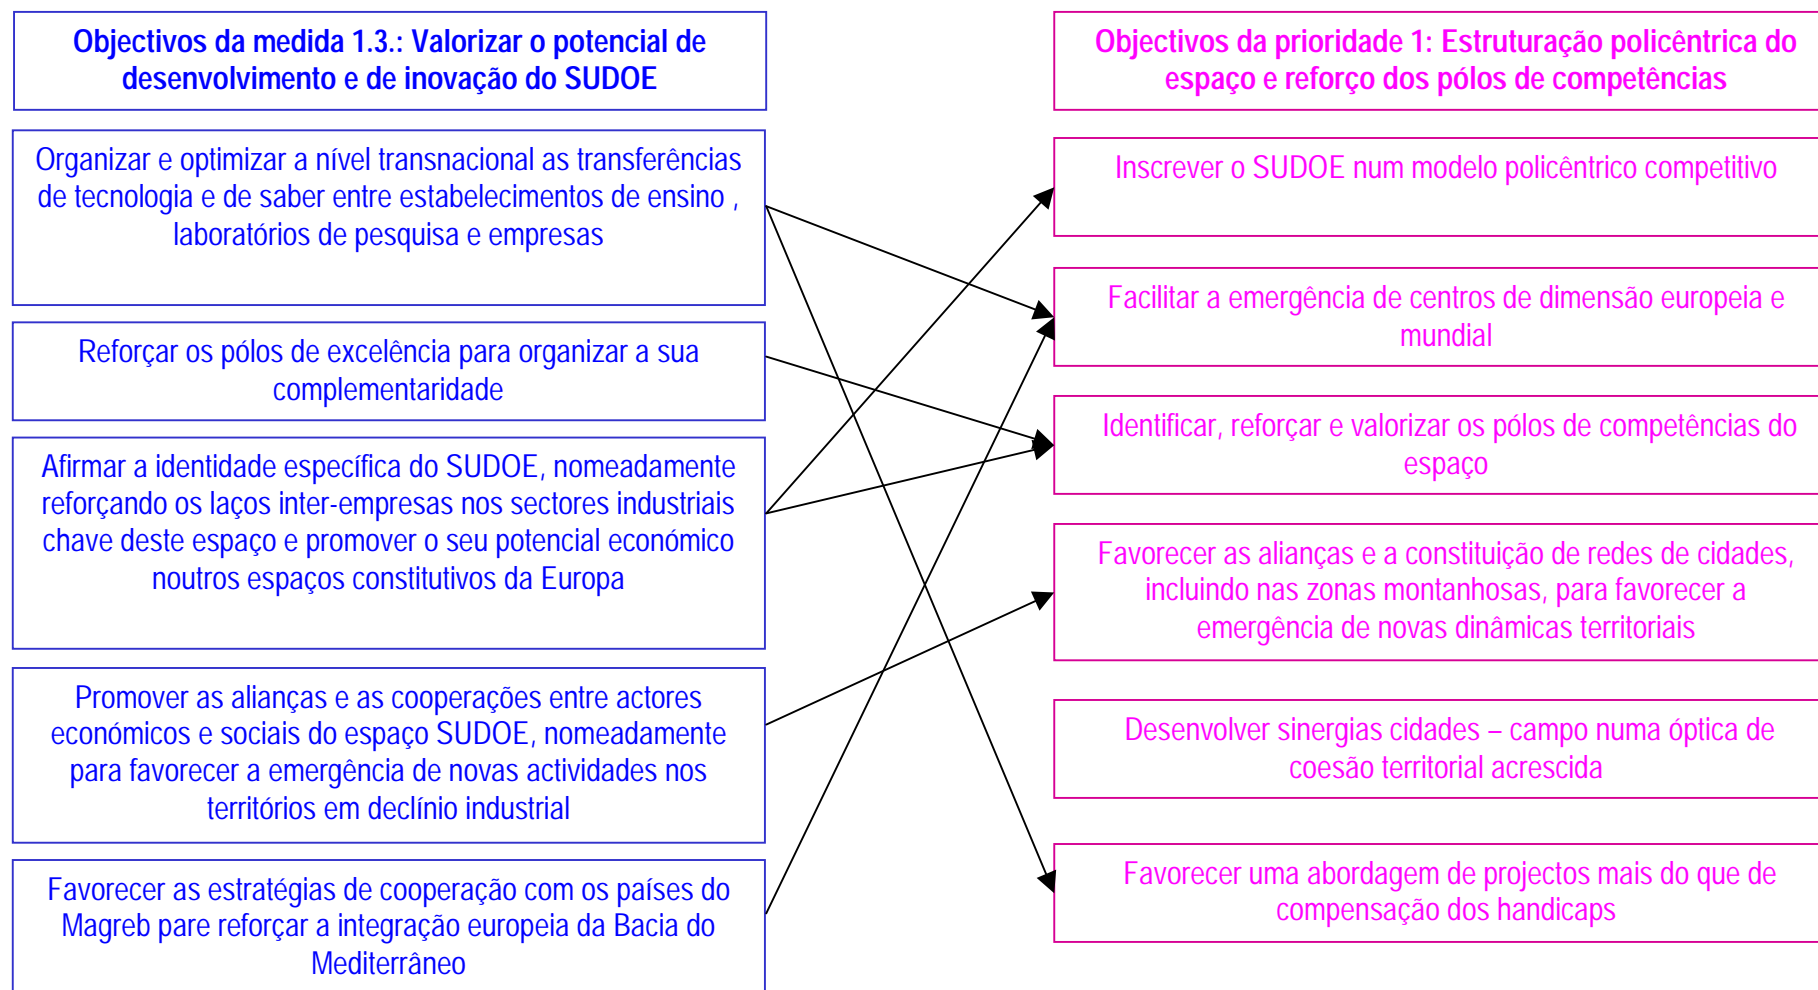 Objectivos da medida 1.3.: Valorizar o potencial de
desenvolvimento e de inovação do SUDOE
Organizar e optimizar a nível transnacional as transferências
de tecnologia e de saber entre estabelecimentos de ensino ,
laboratórios de pesquisa e empresas
Reforçar os pólos de excelência para organizar a sua
complementaridade
Afirmar a identidade específica do SUDOE, nomeadamente
reforçando os laços inter-empresas nos sectores industriais
chave deste espaço e promover o seu potencial económico
noutros espaços constitutivos da Europa
Promover as alianças e as cooperações entre actores
económicos e sociais do espaço SUDOE, nomeadamente
para favorecer a emergência de novas actividades nos
territórios em declínio industrial
Favorecer as estratégias de cooperação com os países do
Magreb pare reforçar a integração europeia da Bacia do
Mediterrâneo
Objectivos da prioridade 1: Estruturação policêntrica do
espaço e reforço dos pólos de competências
Inscrever o SUDOE num modelo policêntrico competitivo
Facilitar a emergência de centros de dimensão europeia e
mundial
Identificar, reforçar e valorizar os pólos de competências do
espaço
Favorecer as alianças e a constituição de redes de cidades,
incluindo nas zonas montanhosas, para favorecer a
emergência de novas dinâmicas territoriais
Desenvolver sinergias cidades – campo numa óptica de
coesão territorial acrescida
Favorecer uma abordagem de projectos mais do que de
compensação dos handicaps